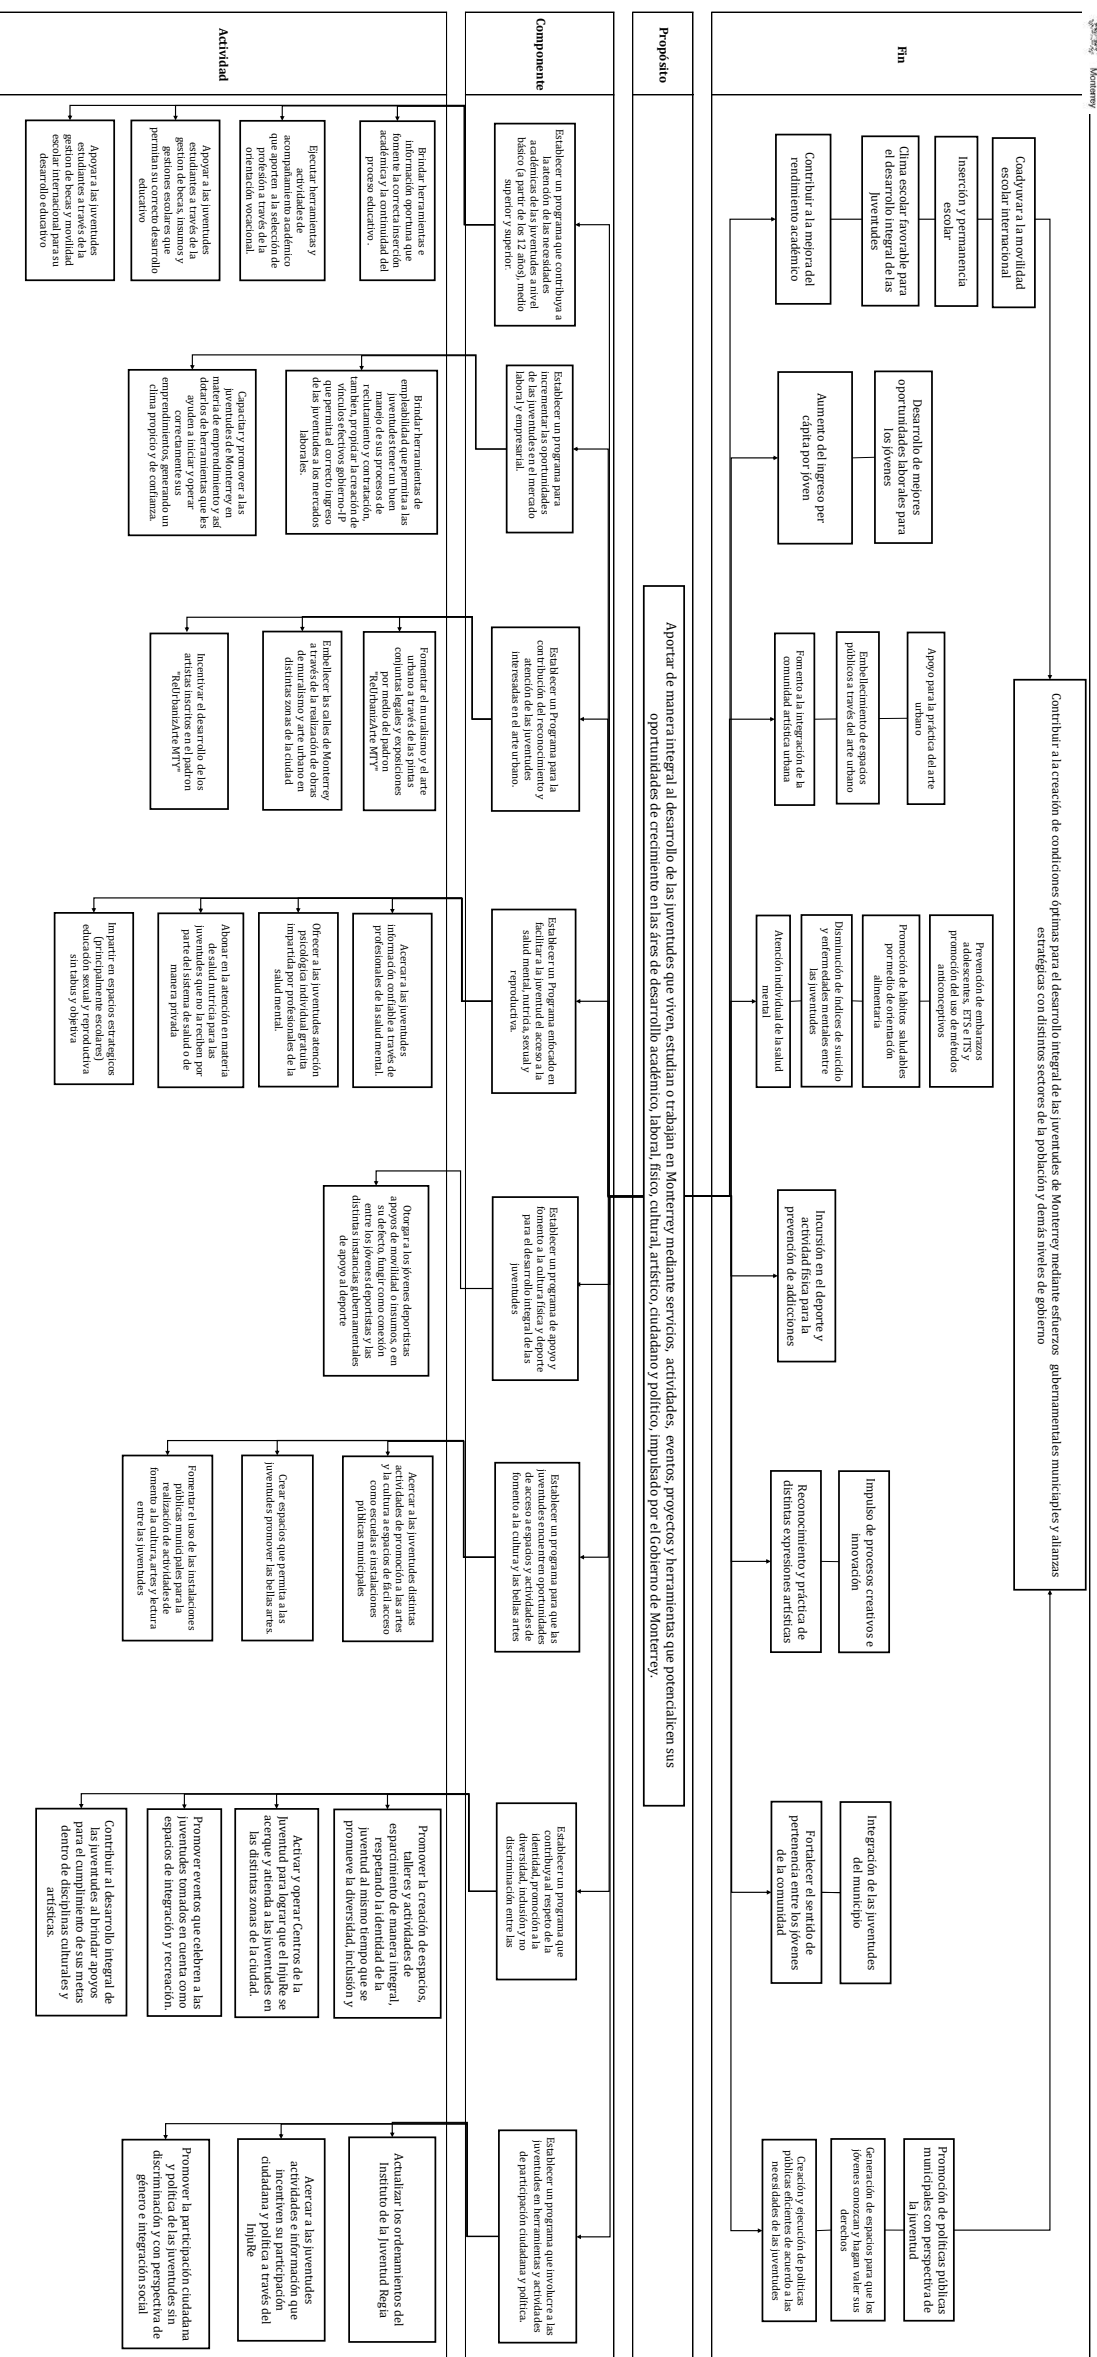 Monterrey
Fin
Contribuir a la creación de condiciones óptimas para el desarrollo integral de las juventudes de Monterrey mediante esfuerzos gubernamentales municiaples y alianzas
estratégicas con distintos sectores de la población y demás niveles de gobierno
Coadyuvar a la movilidad
escolar internacional
Inserción y permanencia
escolar
Clima escolar favorable para
el desarrollo integral de las
juventudes
Contribuir a la mejora del
rendimiento académico
Desarrollo de mejores
oportunidades laborales para
los jóvenes
Aumento del ingreso per
cápita por jóven
Apoyo para la práctica del arte
urbano
Embellecimiento de espacios
públicos a través del arte urbano
Fomento a la integración de la
comunidad artística urbana
Prevención de embarazos
adolescentes, ETS e ITS y
promoción del uso de métodos
anticonceptivos
Promoción de hábitos saludables
por medio de orientación
alimentaria
Disminución de índices de suicidio
y enfermedades mentales entre
las juventudes
Atención individual de la salud
mental
Incursión en el deporte y
actividad física para la
prevención de addicciones
Impulso de procesos creativos e
innovación
Reconocimiento y práctica de
distintas expresiones artísticas
Integración de las juventudes
del municipio
Fortalecer el sentido de
pertenencia entre los jóvenes
de la comunidad
Promoción de políticas públicas
municipales con perspectiva de
la juventud
Generación de espacios para que los
jóvenes conozcan y hagan valer sus
derechos
Creación y ejecución de políticas
públicas eficientes de acuerdo a las
necesidades de las juventudes
Propósito
Aportar de manera integral al desarrollo de las juventudes que viven, estudian o trabajan en Monterrey mediante servicios, actividades, eventos, proyectos y herramientas que potencialicen sus
oportunidades de crecimiento en las áres de desarrollo académico, laboral, físico, cultural, artístico, ciudadano y político, impulsado por el Gobierno de Monterrey.
Componente
Establecer un programa que contribuya a
la atención de las necesidades
académicas de las juventudes a nivel
básico (a partir de los 12 años), medio
superior y superior.
Establecer un programa para
incrementar las oportunidades
de las juventudes en el mercado
laboral y empresarial.
Establecer un Programa para la
contribución del reconocimiento y
atención de las juventudes
interesadas en el arte urbano.
Establecer un Programa enfocado en
facilitar a la juventud el acceso a la
salud mental, nutricia, sexual y
reproductiva.
Establecer un programa de apoyo y
fomento a la cultura física y deporte
para el desarrollo integral de las
juventudes
Establecer un programa para que las
juventudes encuentren oportunidades
de acceso a espacios y actividades de
fomento a la cultura y las bellas artes
Establecer un programa que
contribuya al respeto de la
identidad, promoción a la
diversidad, inclusión y no
discriminación entre las
Establecer un programa que involucre a las
juventudes en herramientas y actividades
de participación ciudadana y política.
Actividad
Brindar herramientas e
información oportuna que
fomente la correcta inserción
académica y la continuidad del
proceso educativo.
Ejecutar herramientas y
actividades de
acompañamiento académico
que aporten a la selección de
profesión a través de la
orientación vocacional.
Apoyar a las juventudes
estudiantes a través de la
gestion de becas, insumos y
gestiones escolares que
permitan su correcto desarrollo
educativo
Apoyar a las juventudes
estudiantes a través de la
gestion de becas y movilidad
escolar internacional para su
desarrollo educativo
Brindar herramientas de
empleabilidad que permita a las
juventudes tener un buen
manejo de sus procesos de
reclutamiento y contratación,
tambien, propiciar la creación de
vínculos efectivos gobierno-IP
que permita el correcto ingreso
de las juventudes a los mercados
laborales.
Capacitar y promover a las
juventudes de Monterrey en
materia de emprendimiento y así
dotarlos de herramientas que les
ayuden a iniciar y operar
correctamente sus
emprendimientos, generando un
clima propicio y de confianza.
Fomentar el muralismo y el arte
urbano a través de las pintas
conjuntas legales y exposiciones
por medio del padron
"ReUrbanizArte MTY"
Embellecer las calles de Monterrey
a través de la realización de obras
de muralismo y arte urbano en
distintas zonas de la ciudad
Incentivar el desarrollo de los
artistas inscritos en el padron
"ReUrbanizArte MTY"
Acercar a las juventudes
información confiable a través de
profesionales de la salud mental.
Ofrecer a las juventudes atención
psicológica individual gratuita
impartida por profesionales de la
salud mental.
Abonar en la atención en materia
de salud nutricia para las
juventudes que no la reciben por
parte del sistema de salud o de
manera privada
Impartir en espacios estrategicos
(principalmente escolares)
educación sexual y reproductiva
sin tabus y objetiva
Otorgar a los jóvenes deportistas
apoyos de movilidad o insumos, o en
su defecto, fungir como conexión
entre los jóvenes deportistas y las
distintas instancias gubernamentales
de apoyo al deporte
Acercar a las juventudes distintas
actividades de promoción a las artes
y la cultura a espacios de fácil acceso
como escuelas e instalaciones
públicas municipales
Crear espacios que permita a las
juventudes promover las bellas artes.
Fomentar el uso de las instalaciones
públicas municipales para la
realización de actividades de
fomento a la cultura, artes y lectura
entre las juventudes
Promover la creación de espacios,
talleres y actividades de
esparcimiento de manera integral,
respetando la identidad de la
juventud al mismo tiempo que se
promueve la diversidad, inclusión y
Activar y operar Centros de la
Juventud para lograr que el InjuRe se
acerque y atienda a las juventudes en
las distintas zonas de la ciudad.
Promover eventos que celebren a las
juventudes tomados en cuenta como
espacios de integración y recreación.
Contribuir al desarrollo integral de
las juventudes al brindar apoyos
para el cumplimiento de sus metas
dentro de disciplinas culturales y
artísticas.
Actualizar los ordenamientos del
Instituto de la Juventud Regia
Acercar a las juventudes
actividades e información que
incentiven su participación
ciudadana y política a través del
InjuRe
Promover la participación ciudadana
y política de las juventudes sin
discriminación y con perspectiva de
género e integración social